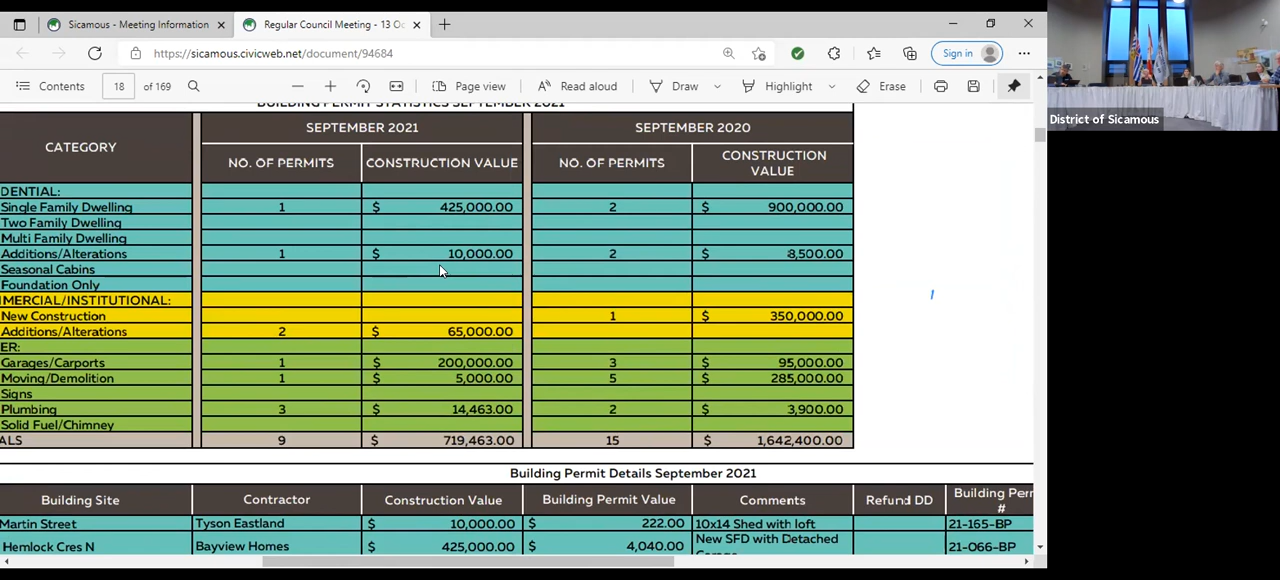 Sicamous - Meeting Information
Regular Council Meeting - 13 Oc
https://sicamous.civicweb.net/document/94684
Sign in
Contents 18 of 169 Page view Read aloud Draw Highlight Erase
District of Sicamous
BUILDING PERMIT STATISTICS SEPTEMBER 2021
CATEGORY SEPTEMBER 2021 SEPTEMBER 2020
NO. OF PERMITS CONSTRUCTION VALUE NO. OF PERMITS CONSTRUCTION
VALUE
DENTIAL:
Single Family Dwelling 1 $ 425,000.00 2 $ 900,000.00
Two Family Dwelling
Multi Family Dwelling
Additions/Alterations 1 $ 10,000.00 2 $ 8,500.00
Seasonal Cabins
Foundation Only
MMERCIAL/INSTITUTIONAL:
New Construction 1 $ 350,000.00
Additions/Alterations 2 $ 65,000.00
ER:
Garages/Carports 1 $ 200,000.00 3 $ 95,000.00
Moving/Demolition 1 $ 5,000.00 5 $ 285,000.00
Signs
Plumbing 3 $ 14,463.00 2 $ 3,900.00
Solid Fuel/Chimney
ALS 9 $ 719,463.00 15 $ 1,642,400.00
Building Permit Details September 2021
Building Site Contractor Construction Value Building Permit Value Comments Refund DD Building Perm
#
Martin Street Tyson Eastland $ 10,000.00 $ 222.00 10x14 Shed with loft 21-165-BP
Hemlock Cres N Bayview Homes $ 425,000.00 $ 4,040.00 New SFD with Detached 21-066-BP